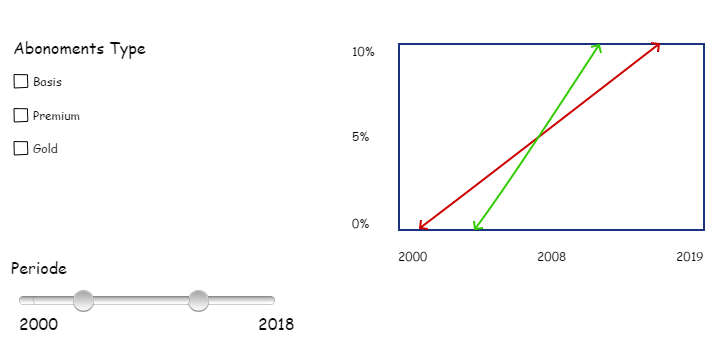 Abonoments Type
Basis
Premium
Gold
Periode
2000 2018
10%
5%
0%
2000 2008 2019